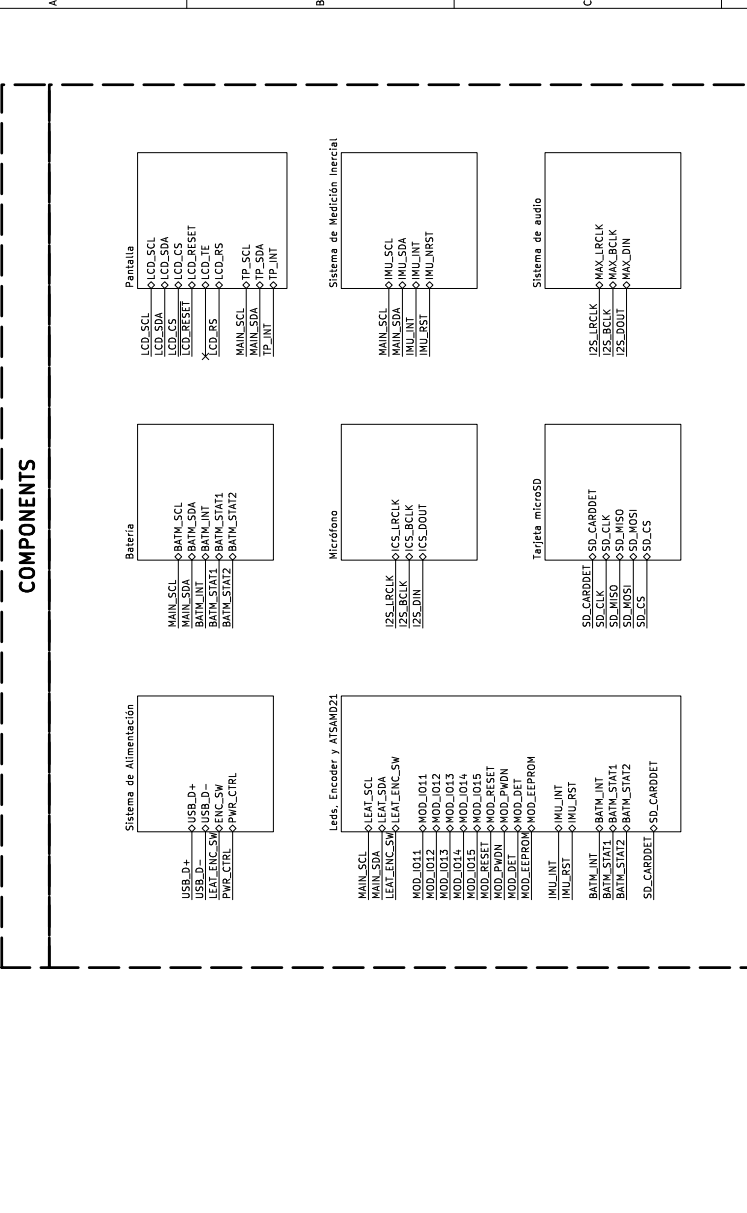 COMPONENTS
Sistema de Alimentación
USB_D+ USB_D+
USB_D− USB_D−
LEAT_ENC_SW ENC_SW
PWR_CTRL PWR_CTRL
Batería
MAIN_SCL BATM_SCL
MAIN_SDA BATM_SDA
BATM_INT BATM_INT
BATM_STAT1 BATM_STAT1
BATM_STAT2 BATM_STAT2
Pantalla
LCD_SCL LCD_SCL
LCD_SDA LCD_SDA
LCD_CS LCD_CS
LCD_RESET LCD_RESET
LCD_TE
LCD_RS LCD_RS
MAIN_SCL TP_SCL
MAIN_SDA TP_SDA
TP_INT TP_INT
Leds, Encoder y ATSAMD21
MAIN_SCL LEAT_SCL
MAIN_SDA LEAT_SDA
LEAT_ENC_SW LEAT_ENC_SW
MOD_IO11 MOD_IO11
MOD_IO12 MOD_IO12
MOD_IO13 MOD_IO13
MOD_IO14 MOD_IO14
MOD_IO15 MOD_IO15
MOD_RESET MOD_RESET
MOD_PWDN MOD_PWDN
MOD_DET MOD_DET
MOD_EEPROM MOD_EEPROM
IMU_INT IMU_INT
IMU_RST IMU_RST
BATM_INT BATM_INT
BATM_STAT1 BATM_STAT1
BATM_STAT2 BATM_STAT2
SD_CARDDET SD_CARDDET
Micrófono
I2S_LRCLK ICS_LRCLK
I2S_BCLK ICS_BCLK
I2S_DIN ICS_DOUT
Sistema de Medición Inercial
MAIN_SCL IMU_SCL
MAIN_SDA IMU_SDA
IMU_INT IMU_INT
IMU_RST IMU_NRST
Tarjeta microSD
SD_CARDDET SD_CARDDET
SD_CLK SD_CLK
SD_MISO SD_MISO
SD_MOSI SD_MOSI
SD_CS SD_CS
Sistema de audio
I2S_LRCLK MAX_LRCLK
I2S_BCLK MAX_BCLK
I2S_DOUT MAX_DIN
A
B
C